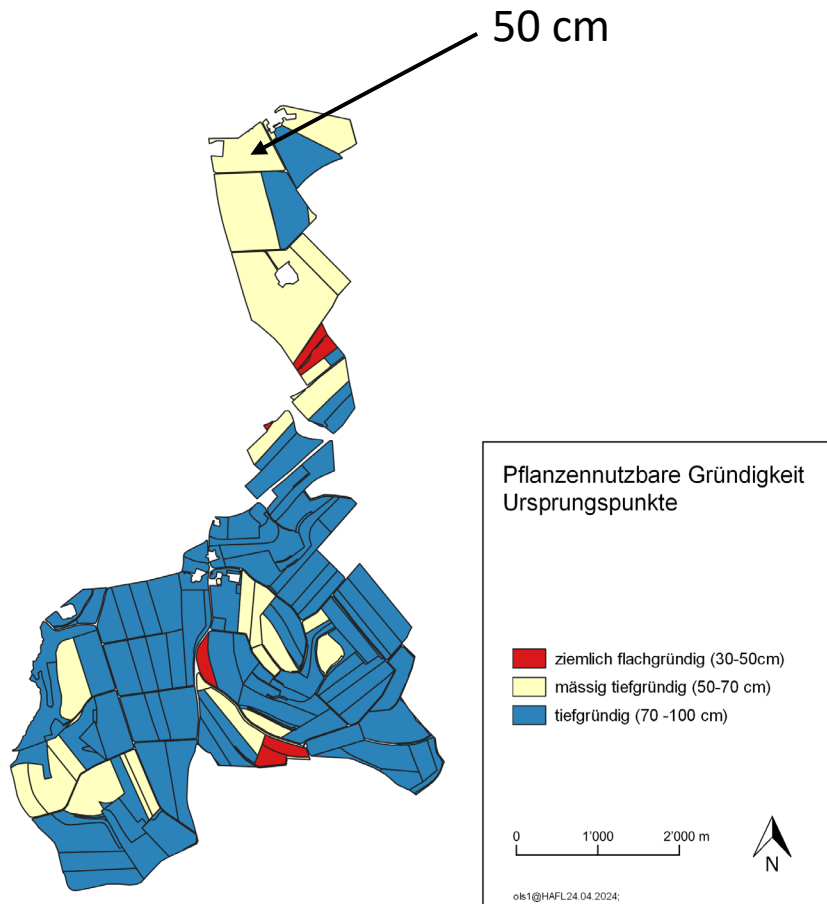 50 cm
Pflanzennutzbare Gründigkeit
Ursprungspunkte
ziemlich flachgründig (30-50cm)
mässig tiefgründig (50-70 cm)
tiefgründig (70 -100 cm)
0 1'000 2'000 m
N
ols1@HAFL24.04.2024;